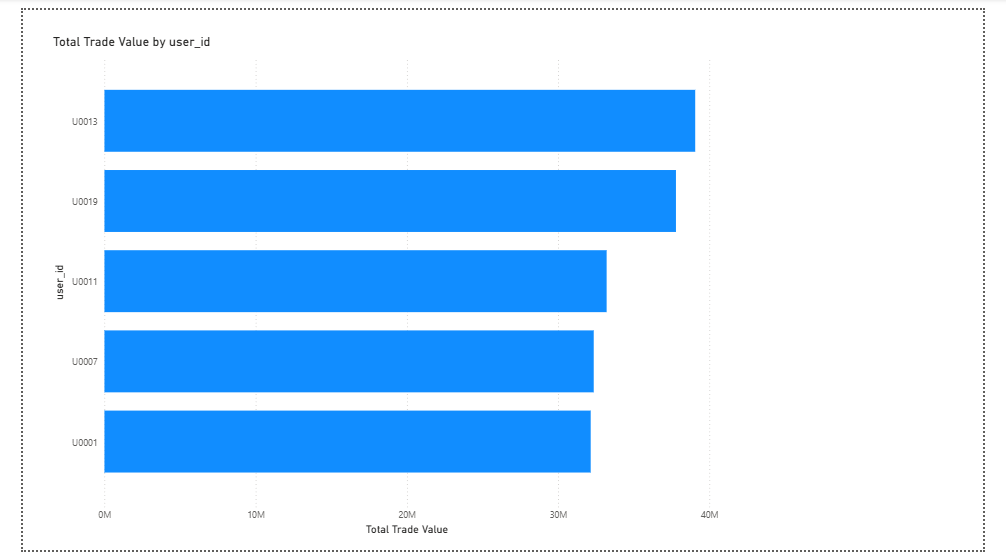 Total Trade Value by user_id
user_id
U0013
U0019
U0011
U0007
U0001
0M 10M 20M 30M 40M
Total Trade Value